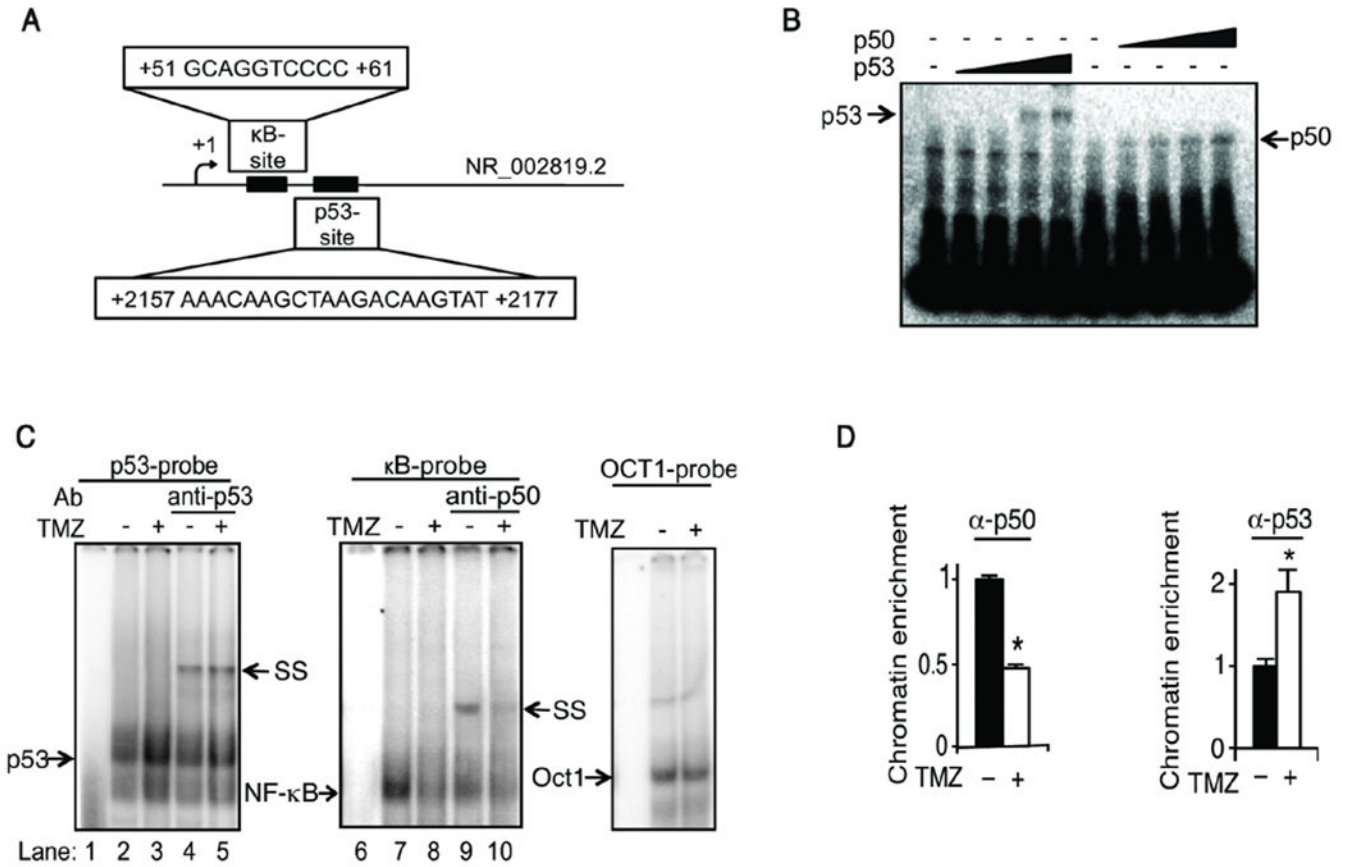 A
+51 GCAGGTCCCC +61
κB-
site
+1
NR_002819.2
p53-
site
+2157 AAACAAGCTAAGACAAGTAT +2177
B
p50 - - - - - -
p53 - - - - - -
p53
p50
C
p53-probe
Ab anti-p53
TMZ - + - +
SS
p53
Lane: 1 2 3 4 5
κB-probe
anti-p50
TMZ - + - +
SS
NF-κB
6 7 8 9 10
OCT1-probe
TMZ - +
Oct1
D
Chromatin enrichment
α-p50
1
0.5
*
0
TMZ - +
Chromatin enrichment
α-p53
*
2
1
0
TMZ - +